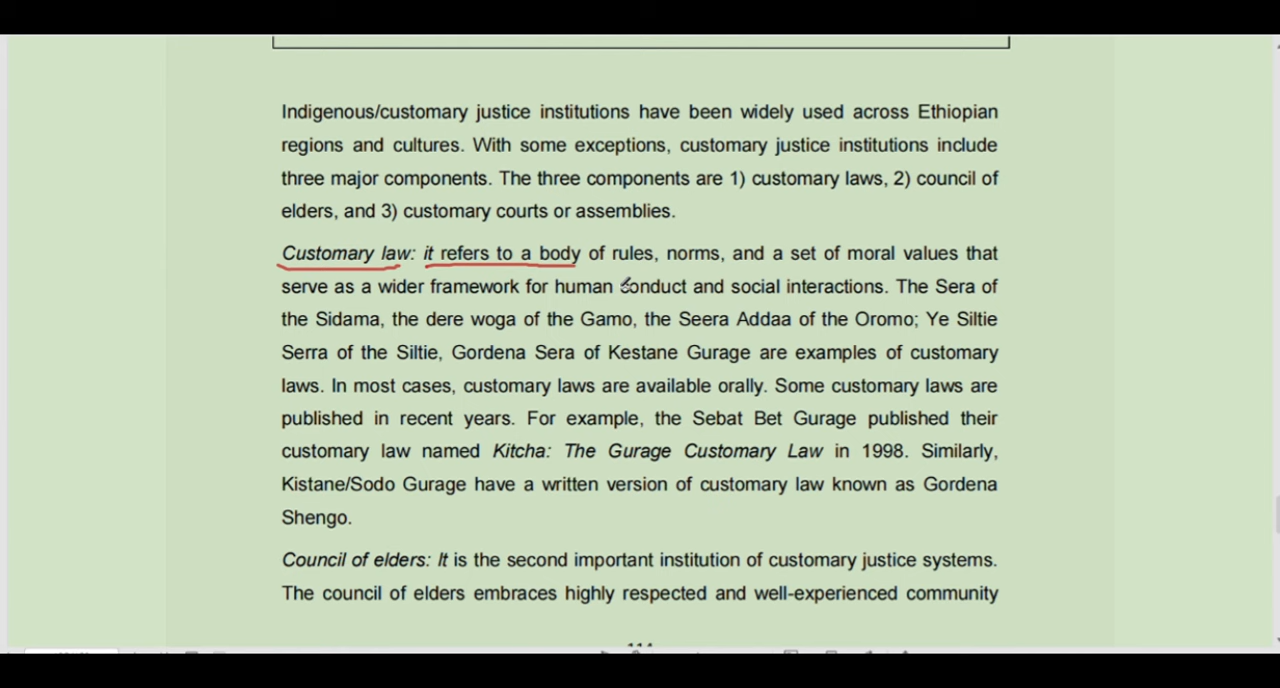 Indigenous/customary justice institutions have been widely used across Ethiopian
regions and cultures. With some exceptions, customary justice institutions include
three major components. The three components are 1) customary laws, 2) council of
elders, and 3) customary courts or assemblies.
Customary law: it refers to a body of rules, norms, and a set of moral values that
serve as a wider framework for human conduct and social interactions. The Sera of
the Sidama, the dere woga of the Gamo, the Seera Addaa of the Oromo; Ye Siltie
Serra of the Siltie, Gordena Sera of Kestane Gurage are examples of customary
laws. In most cases, customary laws are available orally. Some customary laws are
published in recent years. For example, the Sebat Bet Gurage published their
customary law named Kitcha: The Gurage Customary Law in 1998. Similarly,
Kistane/Sodo Gurage have a written version of customary law known as Gordena
Shengo.
Council of elders: It is the second important institution of customary justice systems.
The council of elders embraces highly respected and well-experienced community